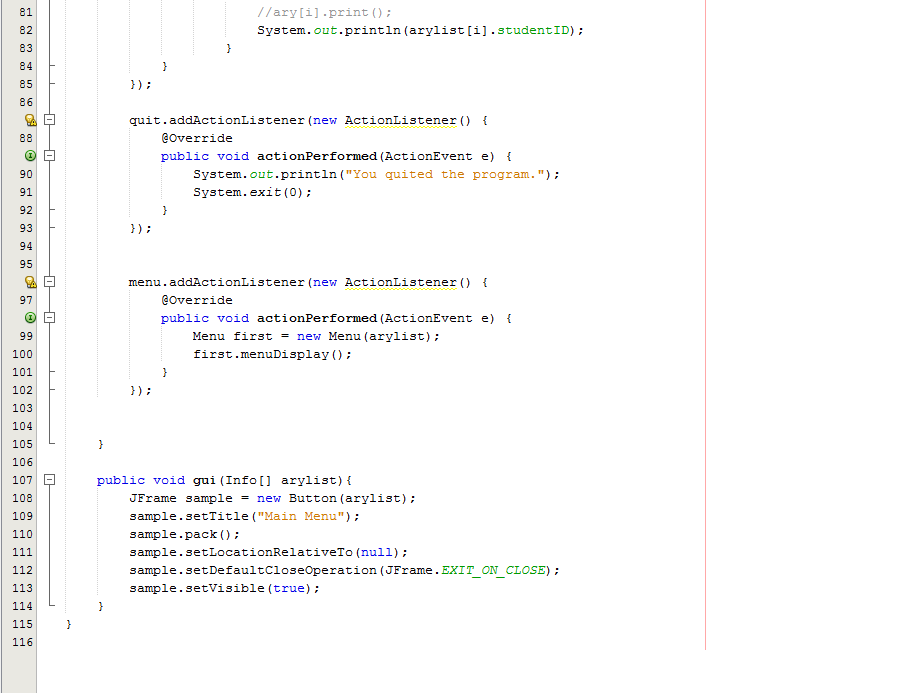 81 //ary[i].print();
82 System.out.println(arylist[i].studentID);
83 }
84 }
85 });
86
quit.addActionListener(new ActionListener() {
88 @Override
public void actionPerformed(ActionEvent e) {
90 System.out.println("You quited the program.");
91 System.exit(0);
92 }
93 });
94
95
menu.addActionListener(new ActionListener() {
97 @Override
public void actionPerformed(ActionEvent e) {
99 Menu first = new Menu(arylist);
100 first.menuDisplay();
101 }
102 });
103
104
105 }
106
107 public void gui(Info[] arylist){
108 JFrame sample = new Button(arylist);
109 sample.setTitle("Main Menu");
110 sample.pack();
111 sample.setLocationRelativeTo(null);
112 sample.setDefaultCloseOperation(JFrame.EXIT_ON_CLOSE);
113 sample.setVisible(true);
114 }
115 }
116